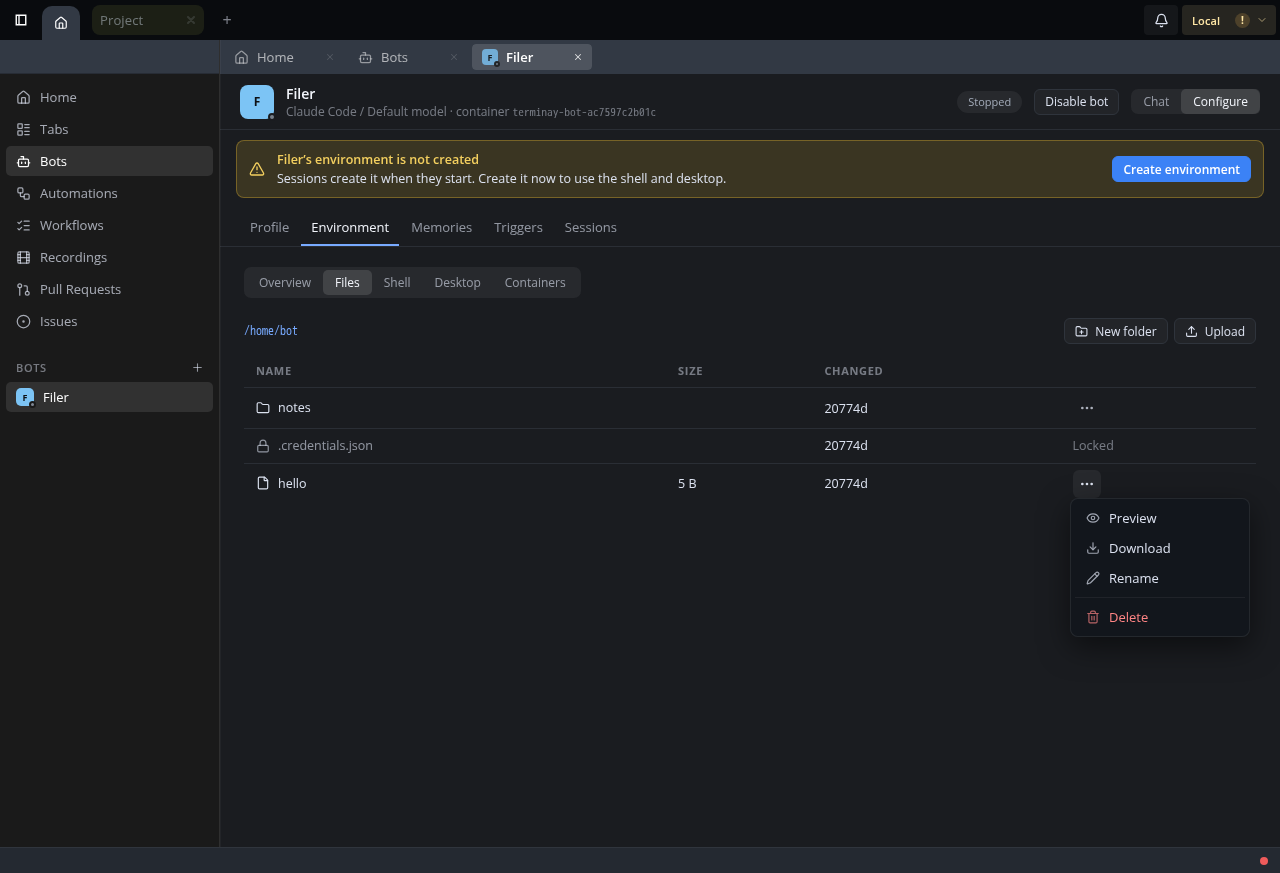 Project
Local
!
Home
Bots
F
Filer
Home
Tabs
Bots
Automations
Workflows
Recordings
Pull Requests
Issues
BOTS
F
Filer
F
Filer
Claude Code / Default model · container terminay-bot-ac7597c2b01c
Stopped
Disable bot
Chat
Configure
Filer’s environment is not created
Sessions create it when they start. Create it now to use the shell and desktop.
Create environment
Profile
Environment
Memories
Triggers
Sessions
Overview
Files
Shell
Desktop
Containers
/home/bot
New folder
Upload
NAME
SIZE
CHANGED
notes
20774d
.credentials.json
20774d
Locked
hello
5 B
20774d
Preview
Download
Rename
Delete